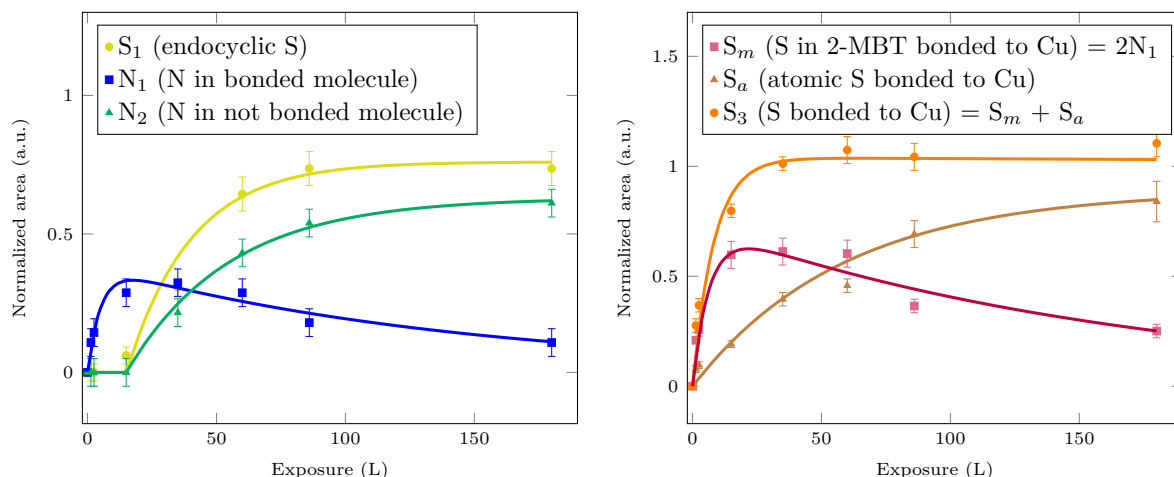 S₁ (endocyclic S)
N₁ (N in bonded molecule)
N₂ (N in not bonded molecule)
Normalized area (a.u.)
1
0.5
0
0
50
100
150
Exposure (L)
Sₘ (S in 2-MBT bonded to Cu) = 2N₁
Sₐ (atomic S bonded to Cu)
S₃ (S bonded to Cu) = Sₘ + Sₐ
Normalized area (a.u.)
1.5
1
0.5
0
0
50
100
150
Exposure (L)